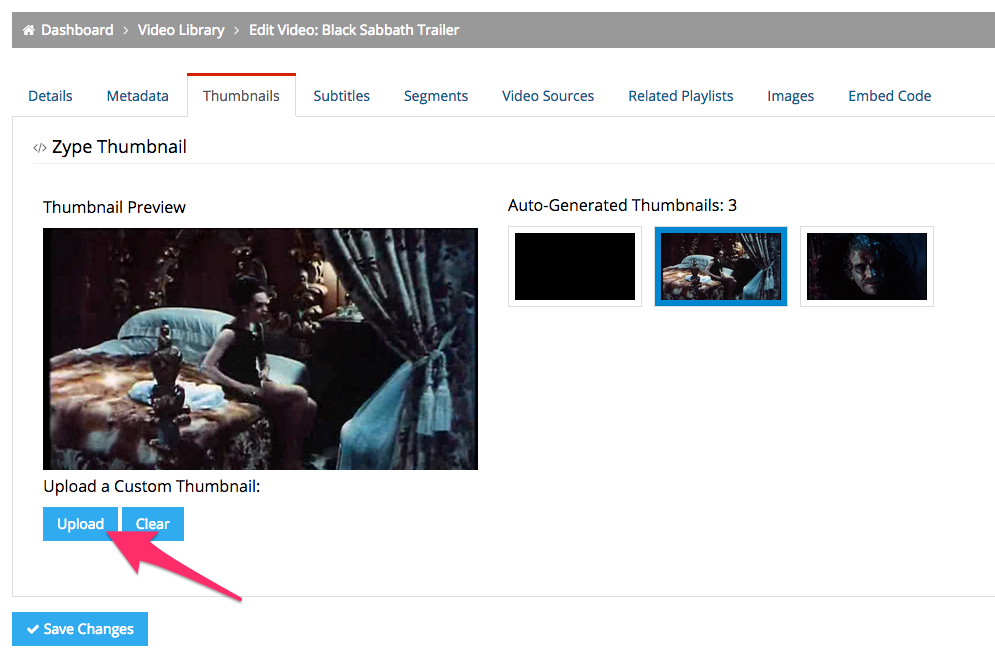 Dashboard > Video Library > Edit Video: Black Sabbath Trailer
Details Metadata Thumbnails Subtitles Segments Video Sources Related Playlists Images Embed Code
</> Zype Thumbnail
Thumbnail Preview
Auto-Generated Thumbnails: 3
Upload a Custom Thumbnail:
Upload Clear
Save Changes